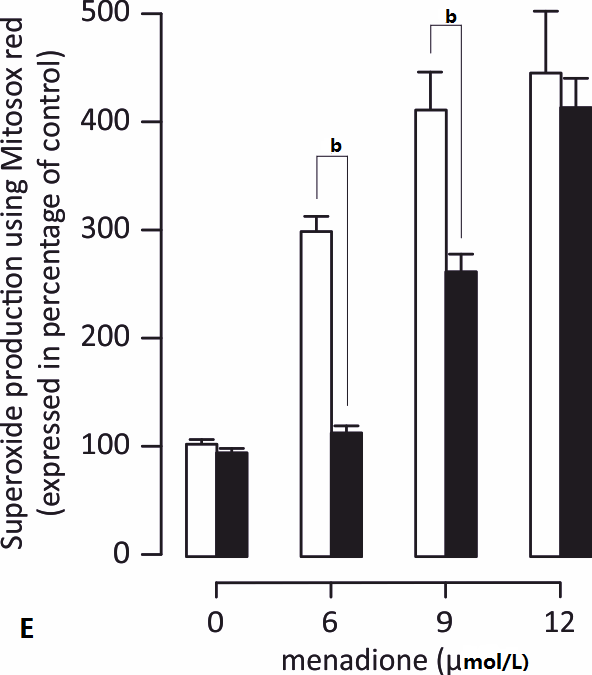 Superoxide production using Mitosox red
(expressed in percentage of control)
500
400
300
200
100
0
b
b
0 6 9 12
menadione (μmol/L)
E